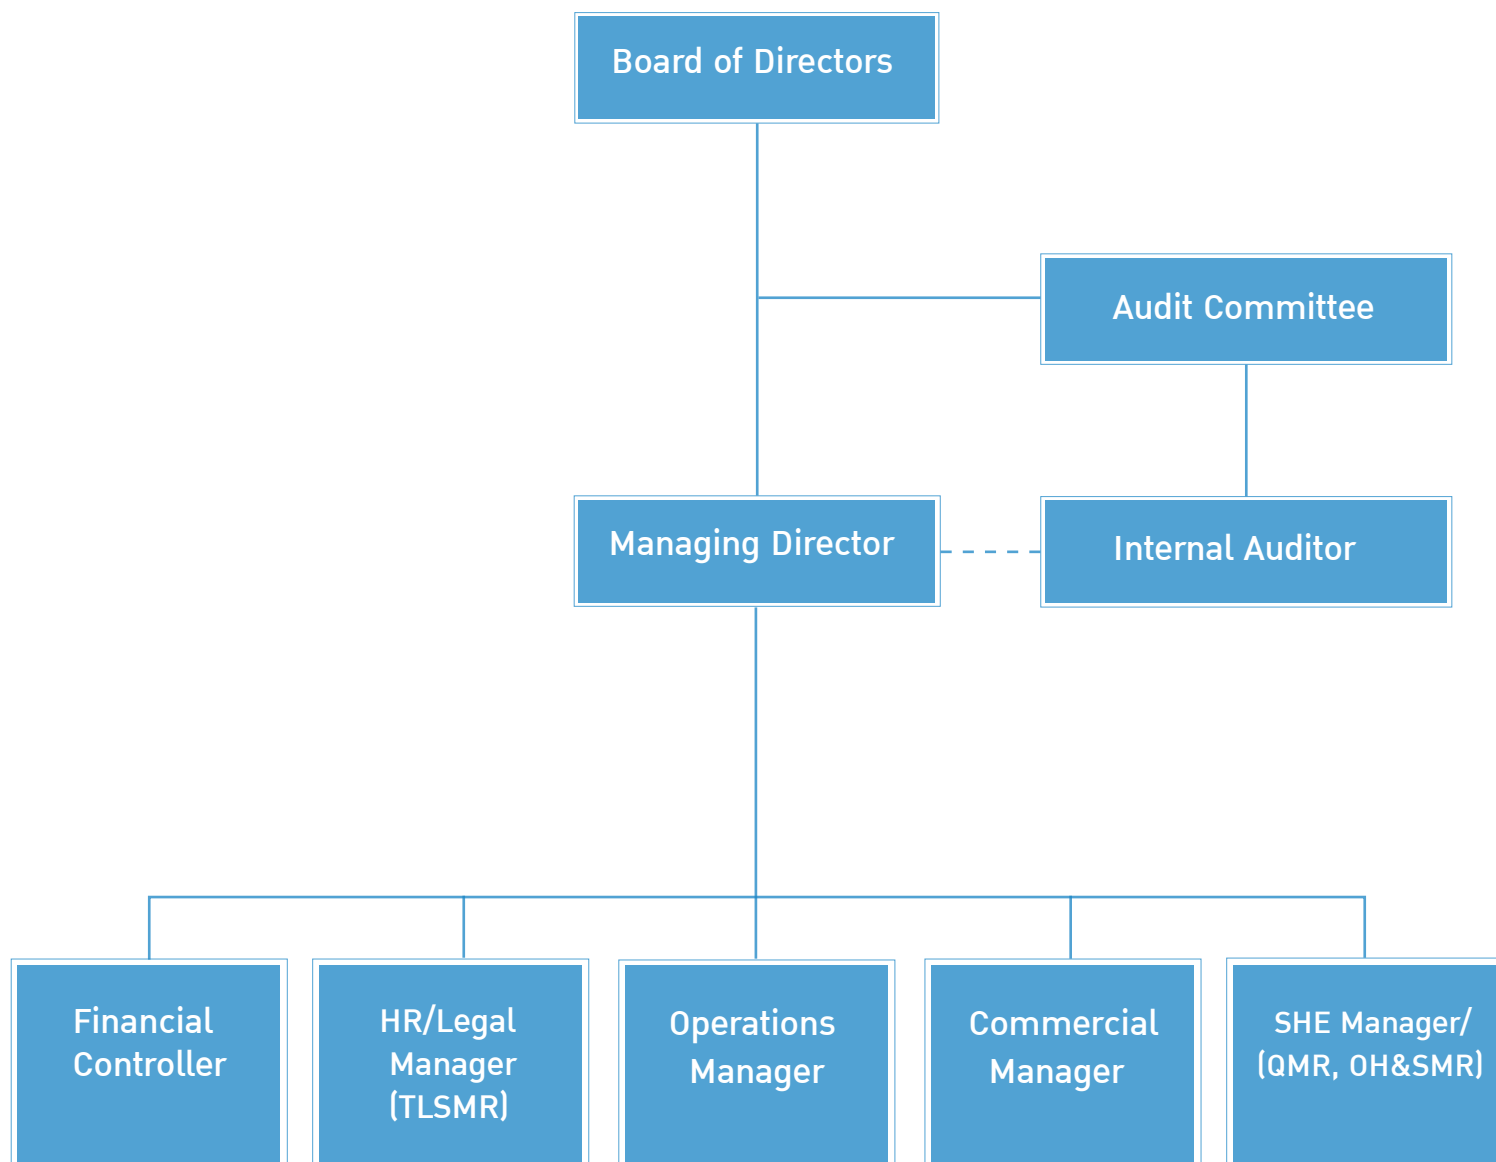 Board of Directors
Audit Committee
Managing Director
Internal Auditor
Financial
Controller
HR/Legal
Manager
(TLSMR)
Operations
Manager
Commercial
Manager
SHE Manager/
(QMR, OH&SMR)